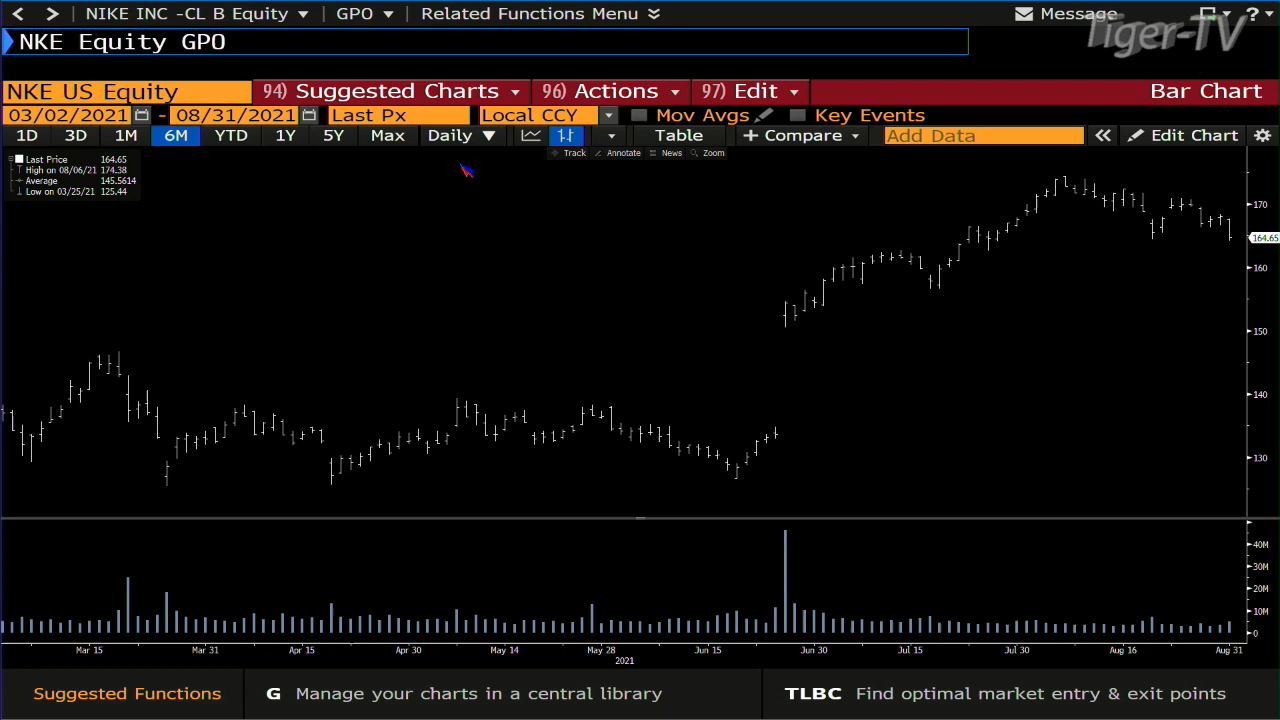 NIKE INC -CL B Equity GPO Related Functions Menu Message ?
Tiger-TV
NKE Equity GPO
NKE US Equity 94) Suggested Charts 96) Actions 97) Edit Bar Chart
03/02/2021 - 08/31/2021 Last Px Local CCY Mov Avgs Key Events
1D 3D 1M 6M YTD 1Y 5Y Max Daily Table + Compare Add Data Edit Chart
Track Annotate News Zoom
Last Price 164.65
High on 08/06/21 174.38
Average 145.5614
Low on 03/25/21 125.44
170
164.65
160
150
140
130
40M
30M
20M
10M
0
Mar 15 Mar 31 Apr 15 Apr 30 May 14 May 28 Jun 15 Jun 30 Jul 15 Jul 30 Aug 16 Aug 31
2021
Suggested Functions G Manage your charts in a central library TLBC Find optimal market entry & exit points